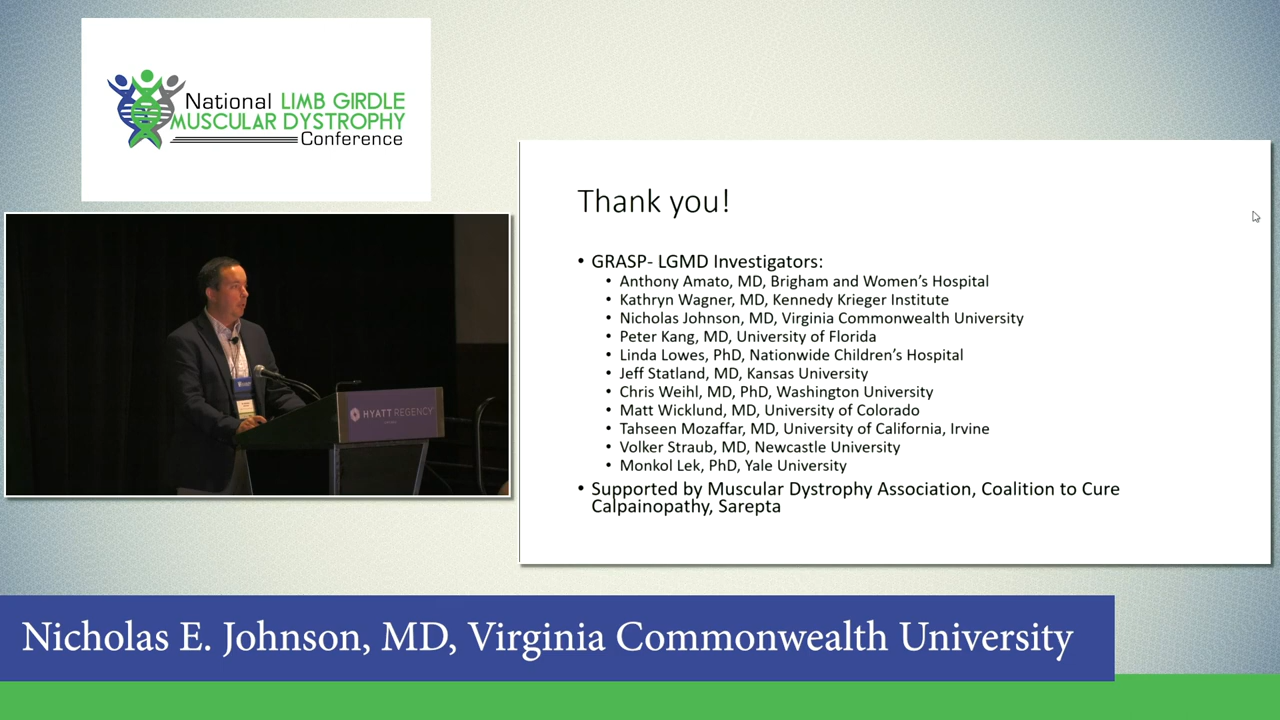 National LIMB GIRDLE
MUSCULAR DYSTROPHY
Conference
HYATT REGENCY
Thank you!
• GRASP- LGMD Investigators:
• Anthony Amato, MD, Brigham and Women's Hospital
• Kathryn Wagner, MD, Kennedy Krieger Institute
• Nicholas Johnson, MD, Virginia Commonwealth University
• Peter Kang, MD, University of Florida
• Linda Lowes, PhD, Nationwide Children's Hospital
• Jeff Statland, MD, Kansas University
• Chris Weihl, MD, PhD, Washington University
• Matt Wicklund, MD, University of Colorado
• Tahseen Mozaffar, MD, University of California, Irvine
• Volker Straub, MD, Newcastle University
• Monkol Lek, PhD, Yale University
• Supported by Muscular Dystrophy Association, Coalition to Cure
Calpainopathy, Sarepta
Nicholas E. Johnson, MD, Virginia Commonwealth University